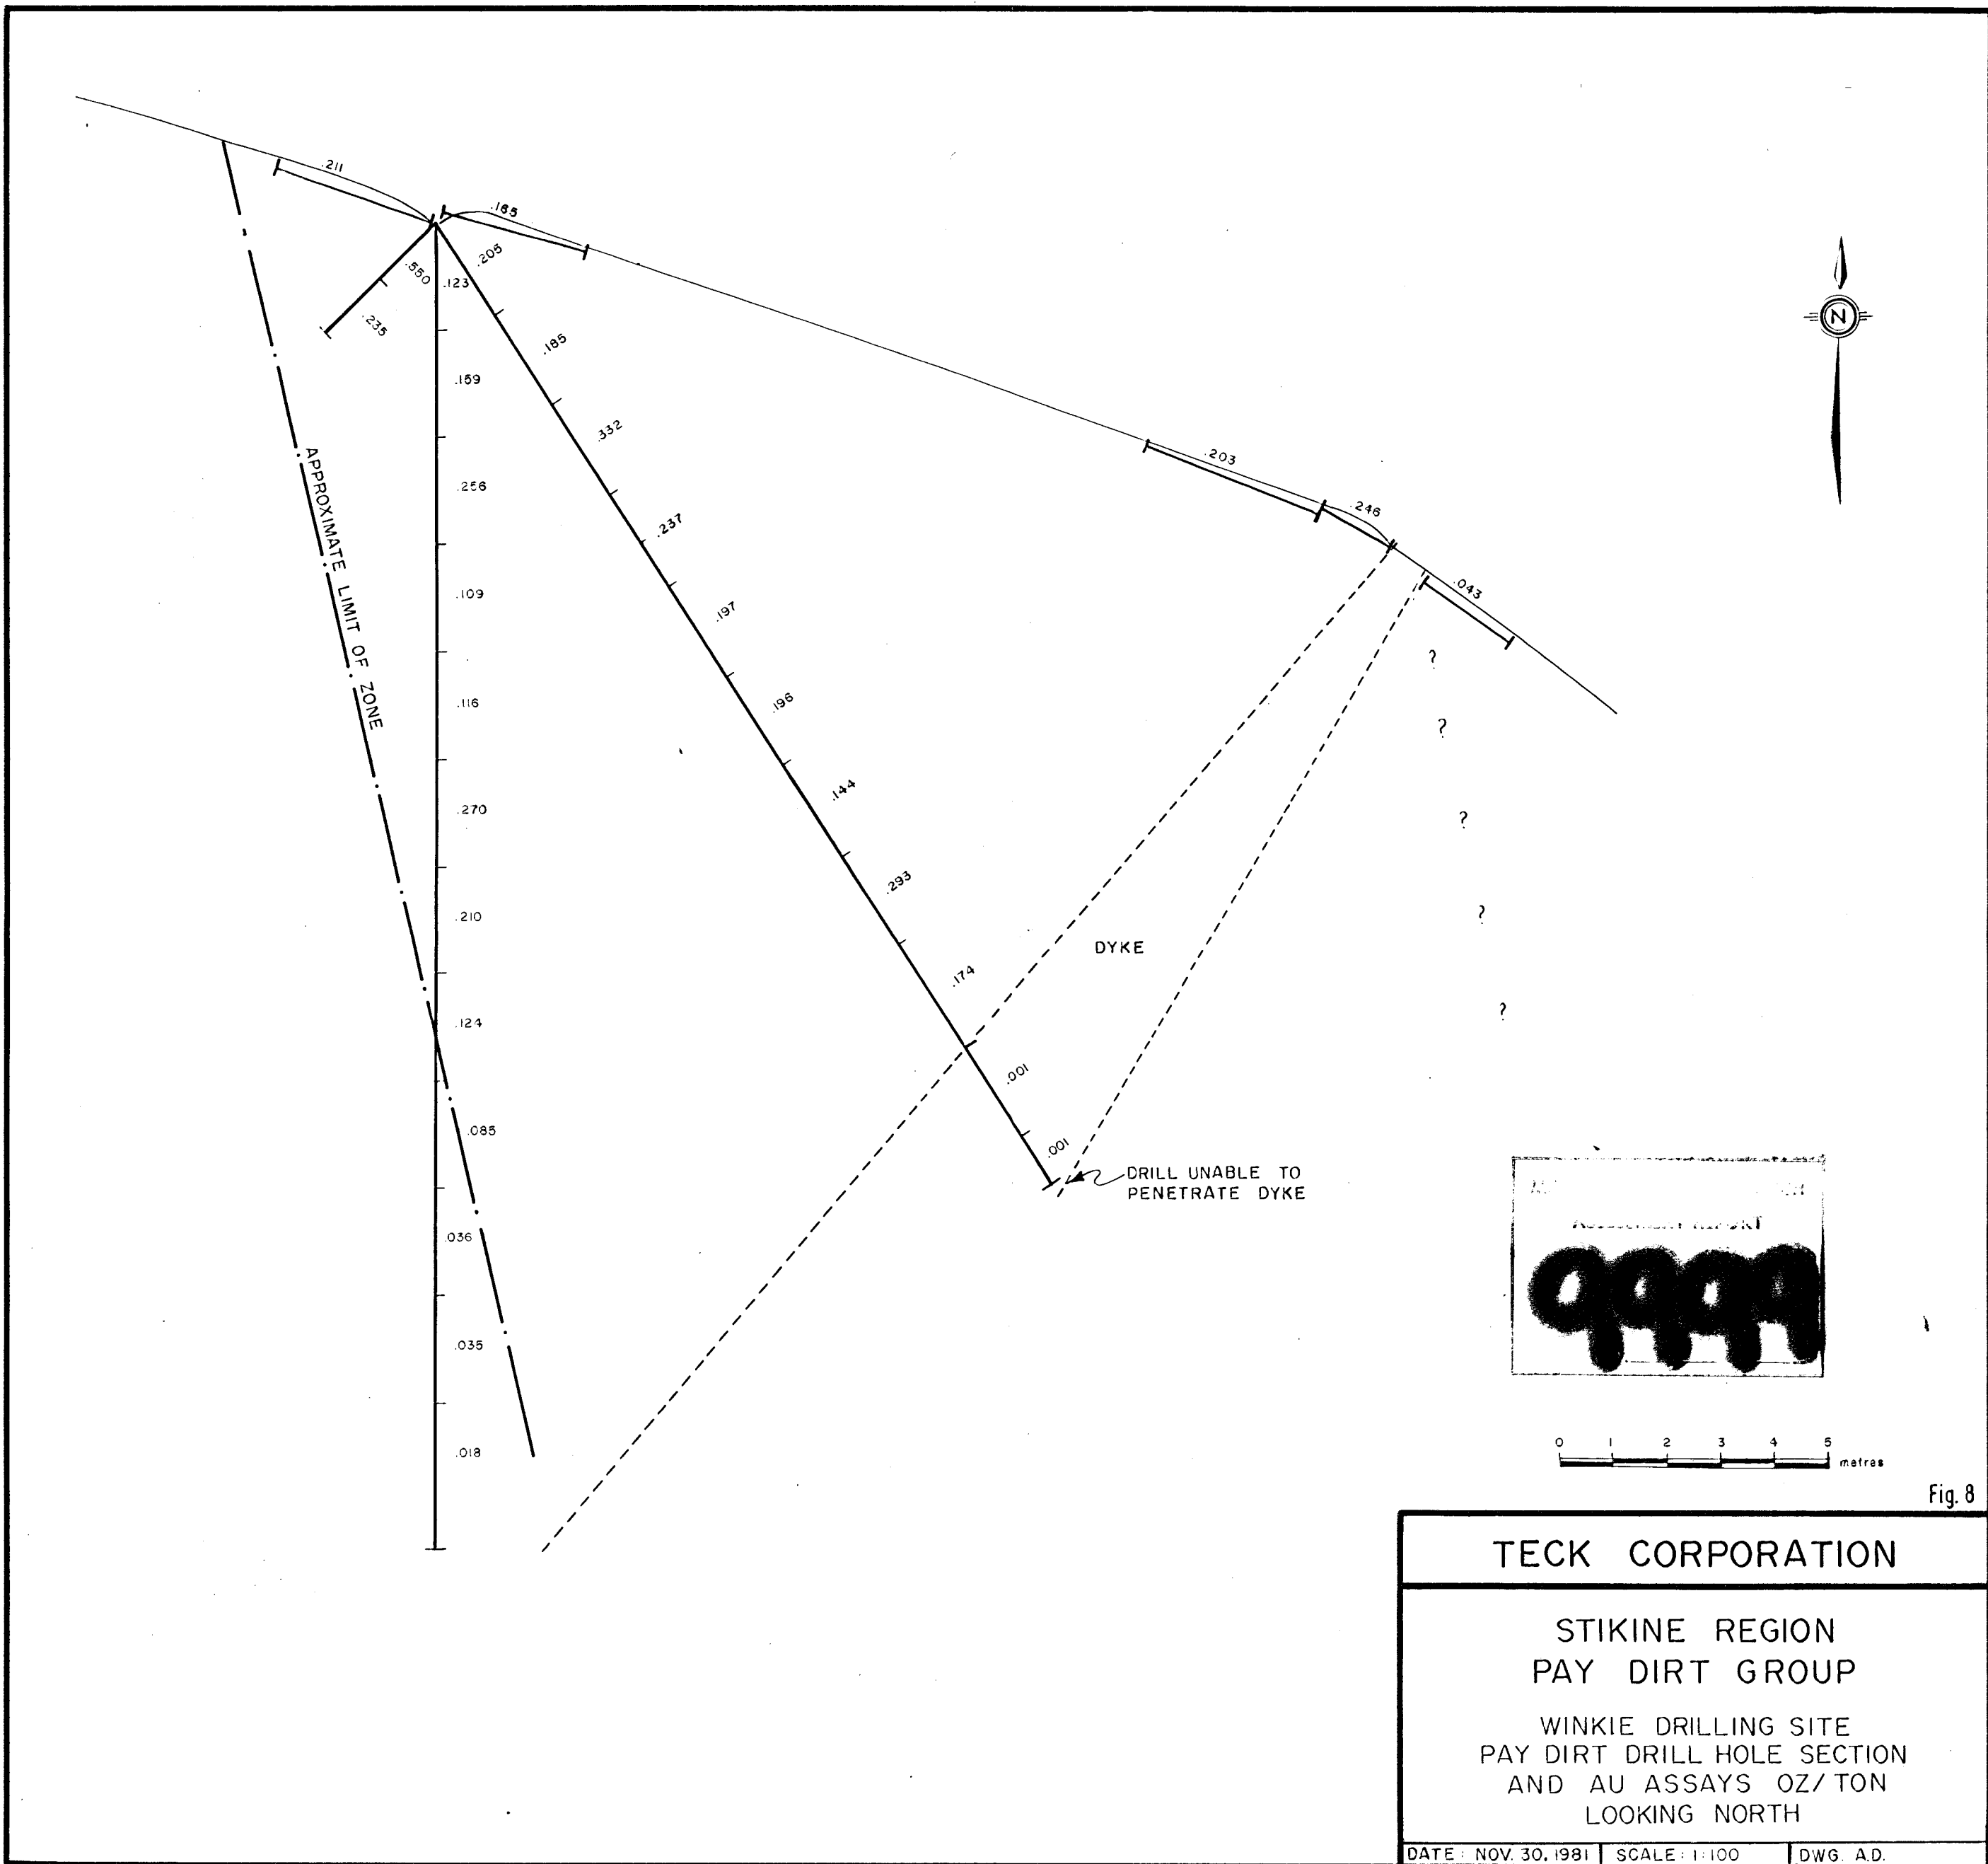 .211
.165
.205
.550
.123
.235
.185
.159
.332
.203
.256
.246
.237
.043
APPROXIMATE LIMIT OF ZONE
.109
.197
?
.116
.196
?
.144
.270
?
.293
.210
?
DYKE
.174
.124
?
.001
.085
.001
DRILL UNABLE TO
PENETRATE DYKE
.036
.035
.018
N
ASSESSMENT REPORT
9999
0 1 2 3 4 5
metres
Fig. 8
TECK CORPORATION
STIKINE REGION
PAY DIRT GROUP
WINKIE DRILLING SITE
PAY DIRT DRILL HOLE SECTION
AND AU ASSAYS OZ/TON
LOOKING NORTH
DATE: NOV. 30, 1981 SCALE: 1:100 DWG. A.D.